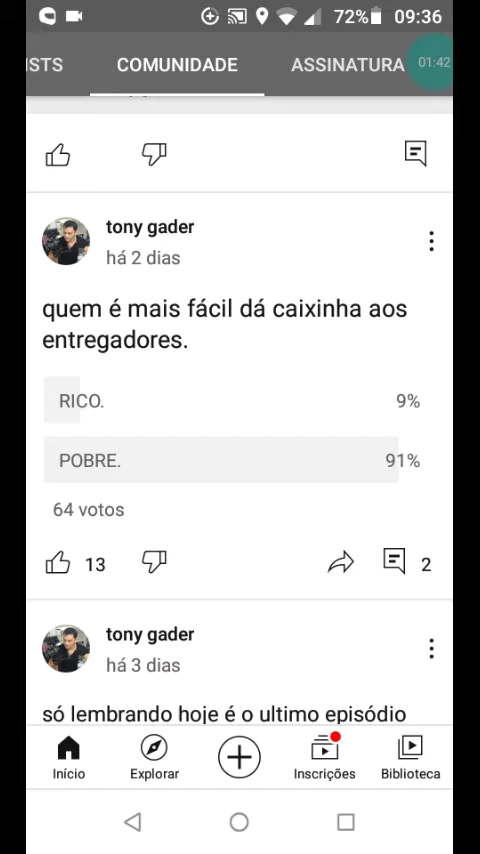 72% 09:36
ISTS COMUNIDADE ASSINATURA 01:42
tony gader
há 2 dias
quem é mais fácil dá caixinha aos
entregadores.
RICO. 9%
POBRE. 91%
64 votos
13 2
tony gader
há 3 dias
só lembrando hoje é o ultimo episódio
Início Explorar Inscrições Biblioteca